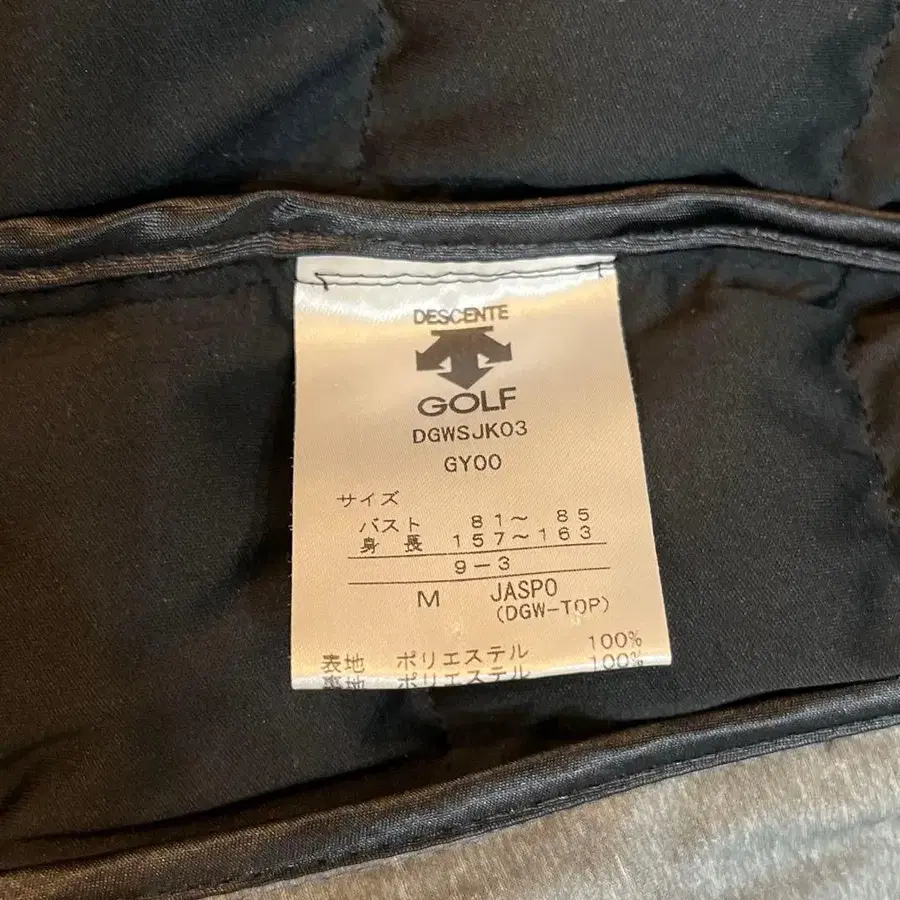 DESCENTE
GOLF
DGWSJK03
GY00
サイズ
バスト 81〜 85
身 長 157〜163
9－3
M JASPO
(DGW-TOP)
表地 ポリエステル 100%
裏地 ポリエステル 100%